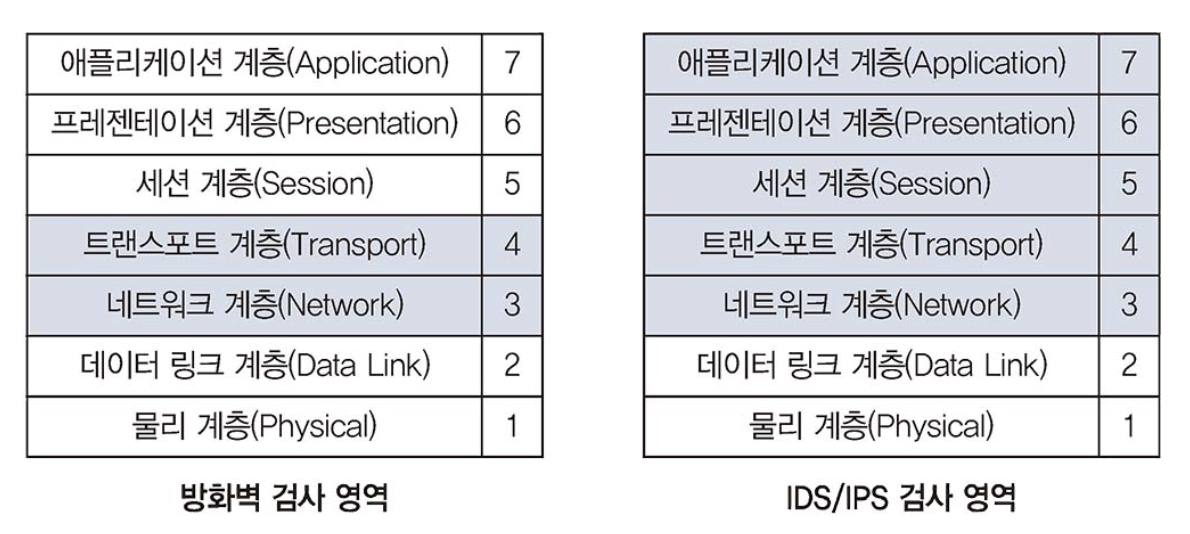 애플리케이션 계층(Application) 7
프레젠테이션 계층(Presentation) 6
세션 계층(Session) 5
트랜스포트 계층(Transport) 4
네트워크 계층(Network) 3
데이터 링크 계층(Data Link) 2
물리 계층(Physical) 1
방화벽 검사 영역
애플리케이션 계층(Application) 7
프레젠테이션 계층(Presentation) 6
세션 계층(Session) 5
트랜스포트 계층(Transport) 4
네트워크 계층(Network) 3
데이터 링크 계층(Data Link) 2
물리 계층(Physical) 1
IDS/IPS 검사 영역